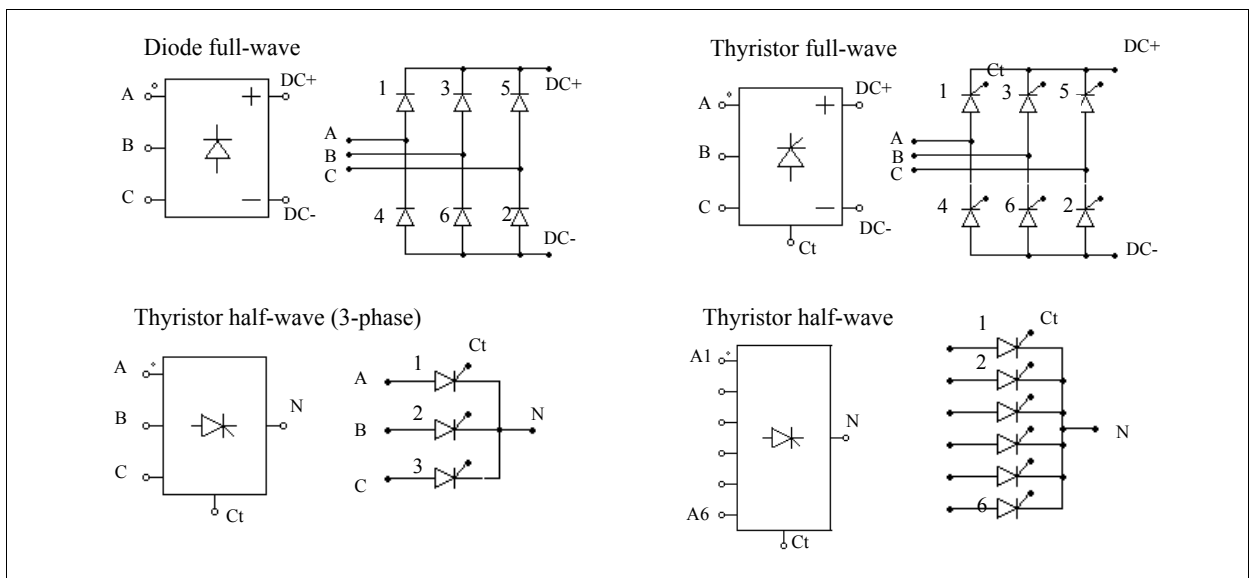 Diode full-wave
A
B
C
DC+
DC-
1
3
5
DC+
A
B
C
4
6
2
DC-
Thyristor full-wave
A
B
C
DC+
DC-
Ct
DC+
Ct
1
3
5
A
B
C
4
6
2
DC-
Thyristor half-wave (3-phase)
A
B
C
N
Ct
Ct
1
A
2
B
N
3
C
Thyristor half-wave
A1
N
A6
Ct
1
Ct
2
N
6